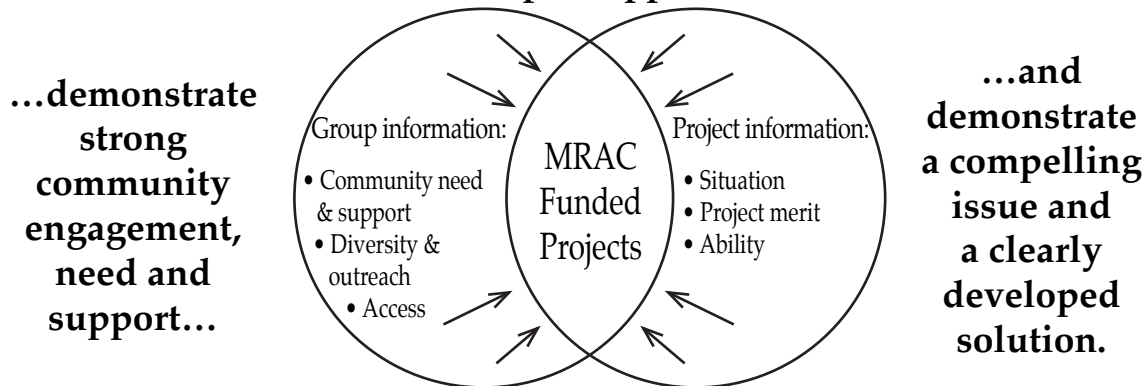 …demonstrate
strong
community
engagement,
need and
support…
Group information:
• Community need
& support
• Diversity &
outreach
• Access
MRAC
Funded
Projects
Project information:
• Situation
• Project merit
• Ability
…and
demonstrate
a compelling
issue and
a clearly
developed
solution.